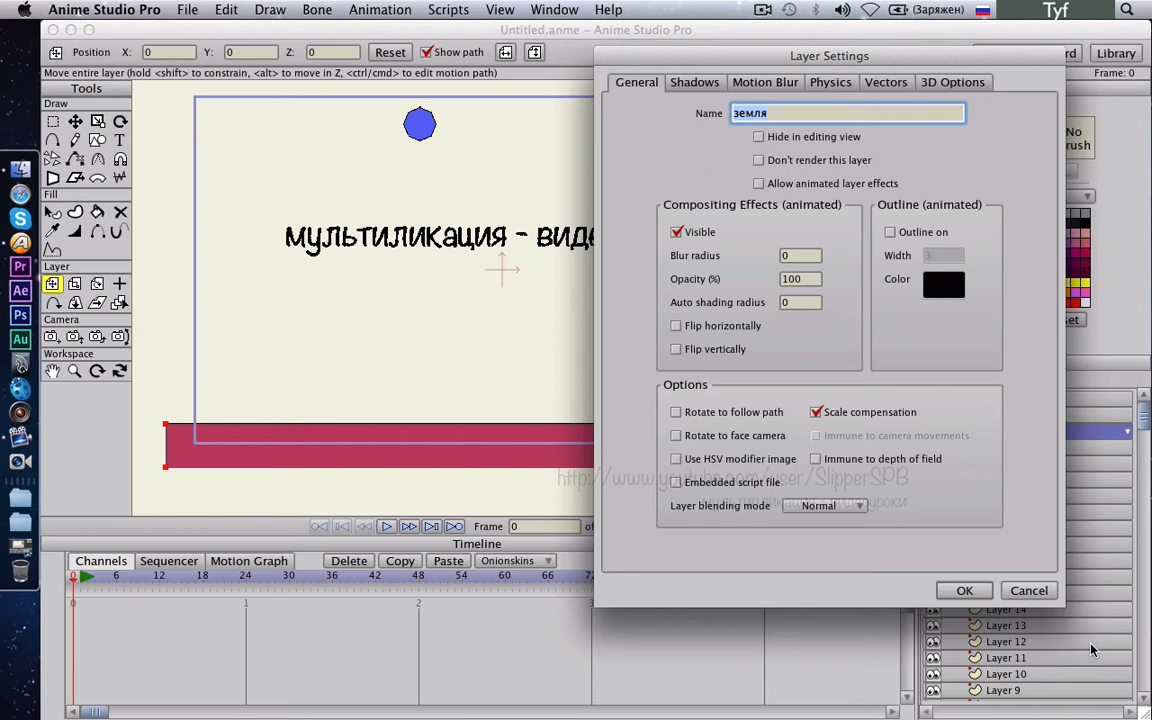 Anime Studio Pro File Edit Draw Bone Animation Scripts View Window Help (Заряжен) Tyf
Untitled.anme - Anime Studio Pro
Position X: 0 Y: 0 Z: 0 Reset Show path
Library
Move entire layer (hold <shift> to constrain, <alt> to move in Z, <cmd/ctrl> to edit motion path)
Frame: 0
Tools
Draw
Fill
Layer
Camera
Workspace
No
мультиликация - виде
Layer Settings
General Shadows Motion Blur Physics Vectors 3D Options
Name земля
Hide in editing view
Don't render this layer
Allow animated layer effects
Compositing Effects (animated)
Visible
Blur radius 0
Opacity (%) 100
Auto shading radius 0
Flip horizontally
Flip vertically
Outline (animated)
Outline on
Width 3
Color
Options
Rotate to follow path Scale compensation
Rotate to face camera Immune to camera movements
Use HSV modifier image Immune to depth of field
Embedded script file
Layer blending mode Normal
http://www.youtube.com/user/SlipperSPB
мультипликация - видеоуроки
OK Cancel
Frame 0 of
Timeline
Channels Sequencer Motion Graph Delete Copy Paste Onionskins
0 6 12 18 24 30 36 42 48 54 60 66 72
0 1 2
Layer 14
Layer 13
Layer 12
Layer 11
Layer 10
Layer 9